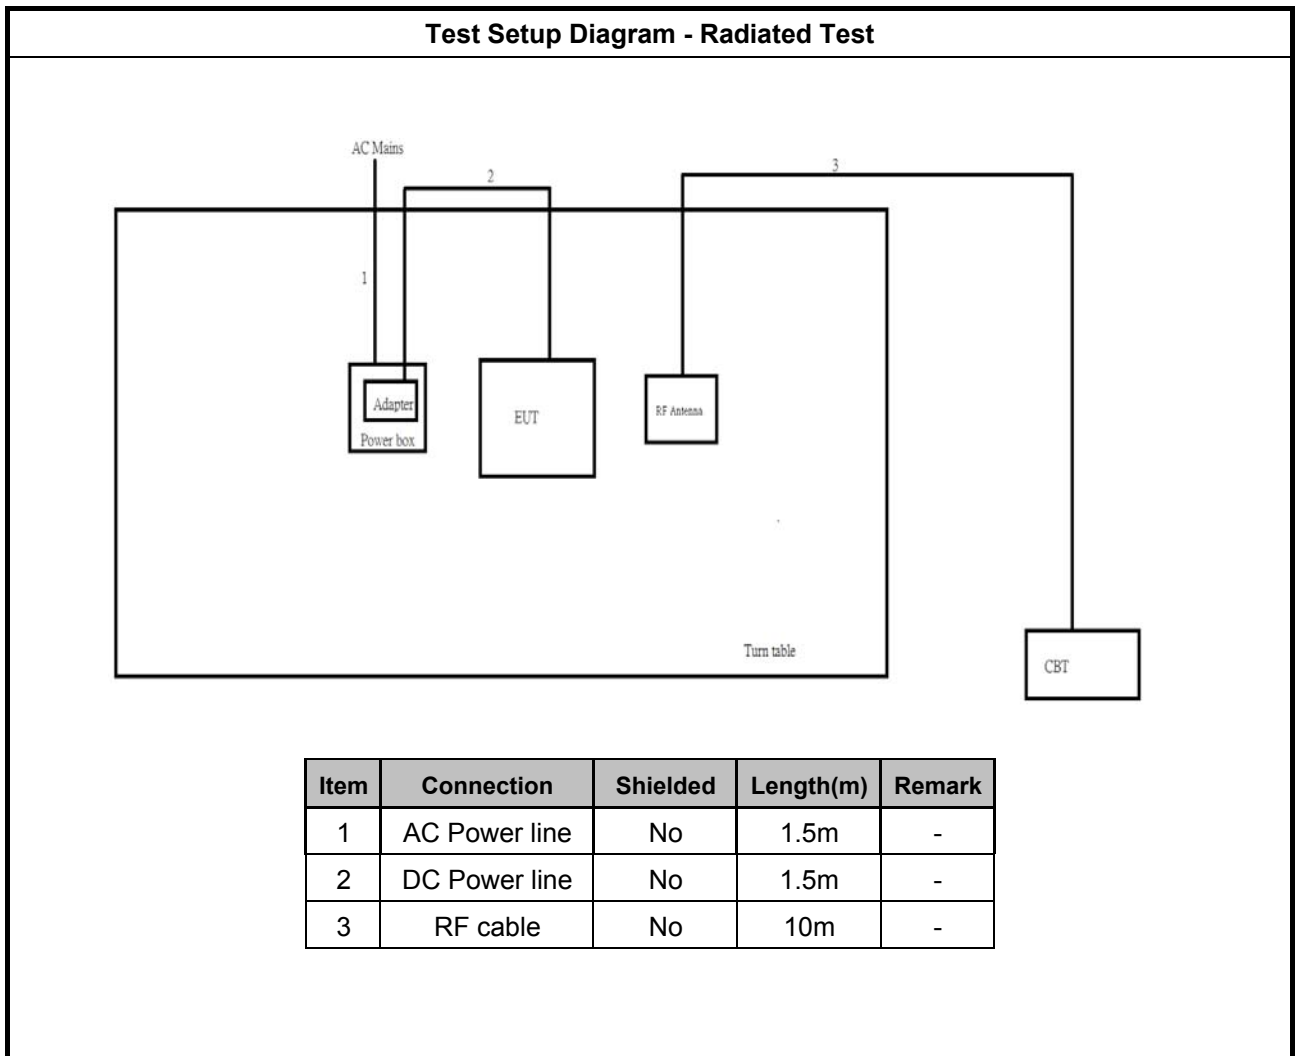 Test Setup Diagram - Radiated Test
AC Mains
2
3
1
Adapter
Power box
EUT
RF Antenna
Turn table
CBT
Item Connection Shielded Length(m) Remark
1 AC Power line No 1.5m -
2 DC Power line No 1.5m -
3 RF cable No 10m -